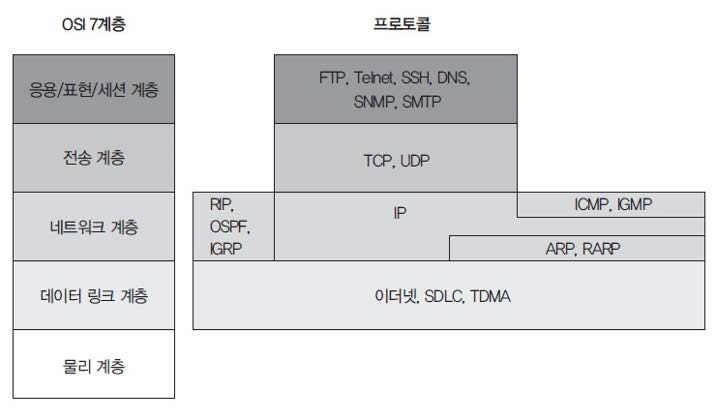 OSI 7계층
프로토콜
응용/표현/세션 계층
FTP, Telnet, SSH, DNS,
SNMP, SMTP
전송 계층
TCP, UDP
네트워크 계층
RIP,
OSPF,
IGRP
IP
ICMP, IGMP
ARP, RARP
데이터 링크 계층
이더넷, SDLC, TDMA
물리 계층